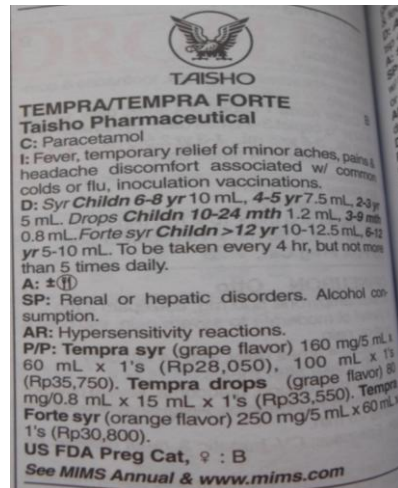 TAISHO
TEMPRA/TEMPRA FORTE
Taisho Pharmaceutical B
C: Paracetamol
I: Fever, temporary relief of minor aches, pains &
headache discomfort associated w/ common
colds or flu, inoculation vaccinations.
D: Syr Childn 6-8 yr 10 mL, 4-5 yr 7.5 mL, 2-3 yr
5 mL. Drops Childn 10-24 mth 1.2 mL, 3-9 mth
0.8 mL. Forte syr Childn >12 yr 10-12.5 mL, 6-12
yr 5-10 mL. To be taken every 4 hr, but not more
than 5 times daily.
A: ±
SP: Renal or hepatic disorders. Alcohol con-
sumption.
AR: Hypersensitivity reactions.
P/P: Tempra syr (grape flavor) 160 mg/5 mL x
60 mL x 1's (Rp28,050), 100 mL x 1's
(Rp35,750). Tempra drops (grape flavor) 80
mg/0.8 mL x 15 mL x 1's (Rp33,550). Tempra
Forte syr (orange flavor) 250 mg/5 mL x 60 mL x
1's (Rp30,800).
US FDA Preg Cat, ♀ : B
See MIMS Annual & www.mims.com